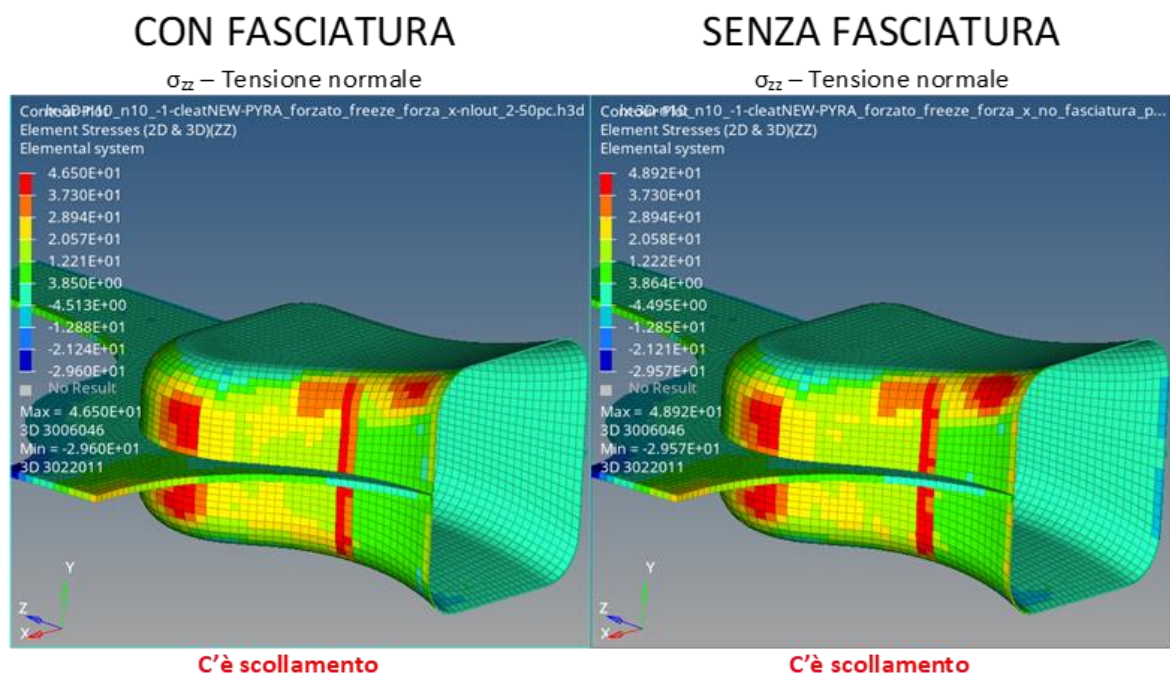 CON FASCIATURA
σzz – Tensione normale
Element Stresses (2D & 3D)(ZZ)
Elemental system
4.650E+01
3.730E+01
2.894E+01
2.057E+01
1.221E+01
3.850E+00
-4.513E+00
-1.288E+01
-2.124E+01
-2.960E+01
No Result
Max = 4.650E+01
3D 3006046
Min = -2.960E+01
3D 3022011
Y
Z
X
C'è scollamento
SENZA FASCIATURA
σzz – Tensione normale
Element Stresses (2D & 3D)(ZZ)
Elemental system
4.892E+01
3.730E+01
2.894E+01
2.058E+01
1.222E+01
3.864E+00
-4.495E+00
-1.285E+01
-2.121E+01
-2.957E+01
No Result
Max = 4.892E+01
3D 3006046
Min = -2.957E+01
3D 3022011
Y
Z
X
C'è scollamento